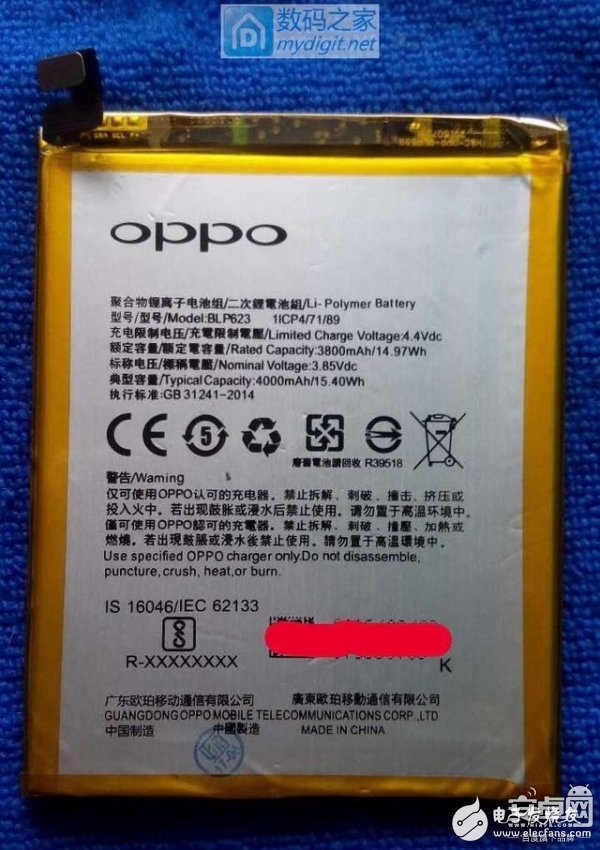 数码之家
mydigit.net
oppo
聚合物锂离子电池组/二次鋰電池組/Li-Polymer Battery
型号/型號/Model:BLP623 1ICP4/71/89
充电限制电压/充電限制電壓/Limited Charge Voltage:4.4Vdc
额定容量/額定電容量/Rated Capacity:3800mAh/14.97Wh
标称电压/標稱電壓/Nominal Voltage:3.85Vdc
典型容量/Typical Capacity:4000mAh/15.40Wh
执行标准:GB 31241-2014
CE 5
廢舊電池請回收 R39518
警告/Waming
仅可使用OPPO认可的充电器。禁止拆解、刺破、撞击、挤压或
投入火中。若出现鼓胀或浸水后禁止使用。请勿置于高温环境中。
僅可使用OPPO認可的充電器。禁止拆解、刺破、撞壓、加熱或
燃燒。若出現鼓脹或浸水後禁止使用。請勿置于高溫環境中。
Use specified OPPO charger only.Do not disassemble,
puncture,crush, heat,or burn.
IS 16046/IEC 62133
R-XXXXXXXX
K
广东欧珀移动通信有限公司 廣東歐珀移動通信有限公司
GUANGDONG OPPO MOBILE TELECOMMUNICATIONS CORP.,LTD
中国制造 中國製造 MADE IN CHINA
安卓网
电子发烧友
www.elecfans.com